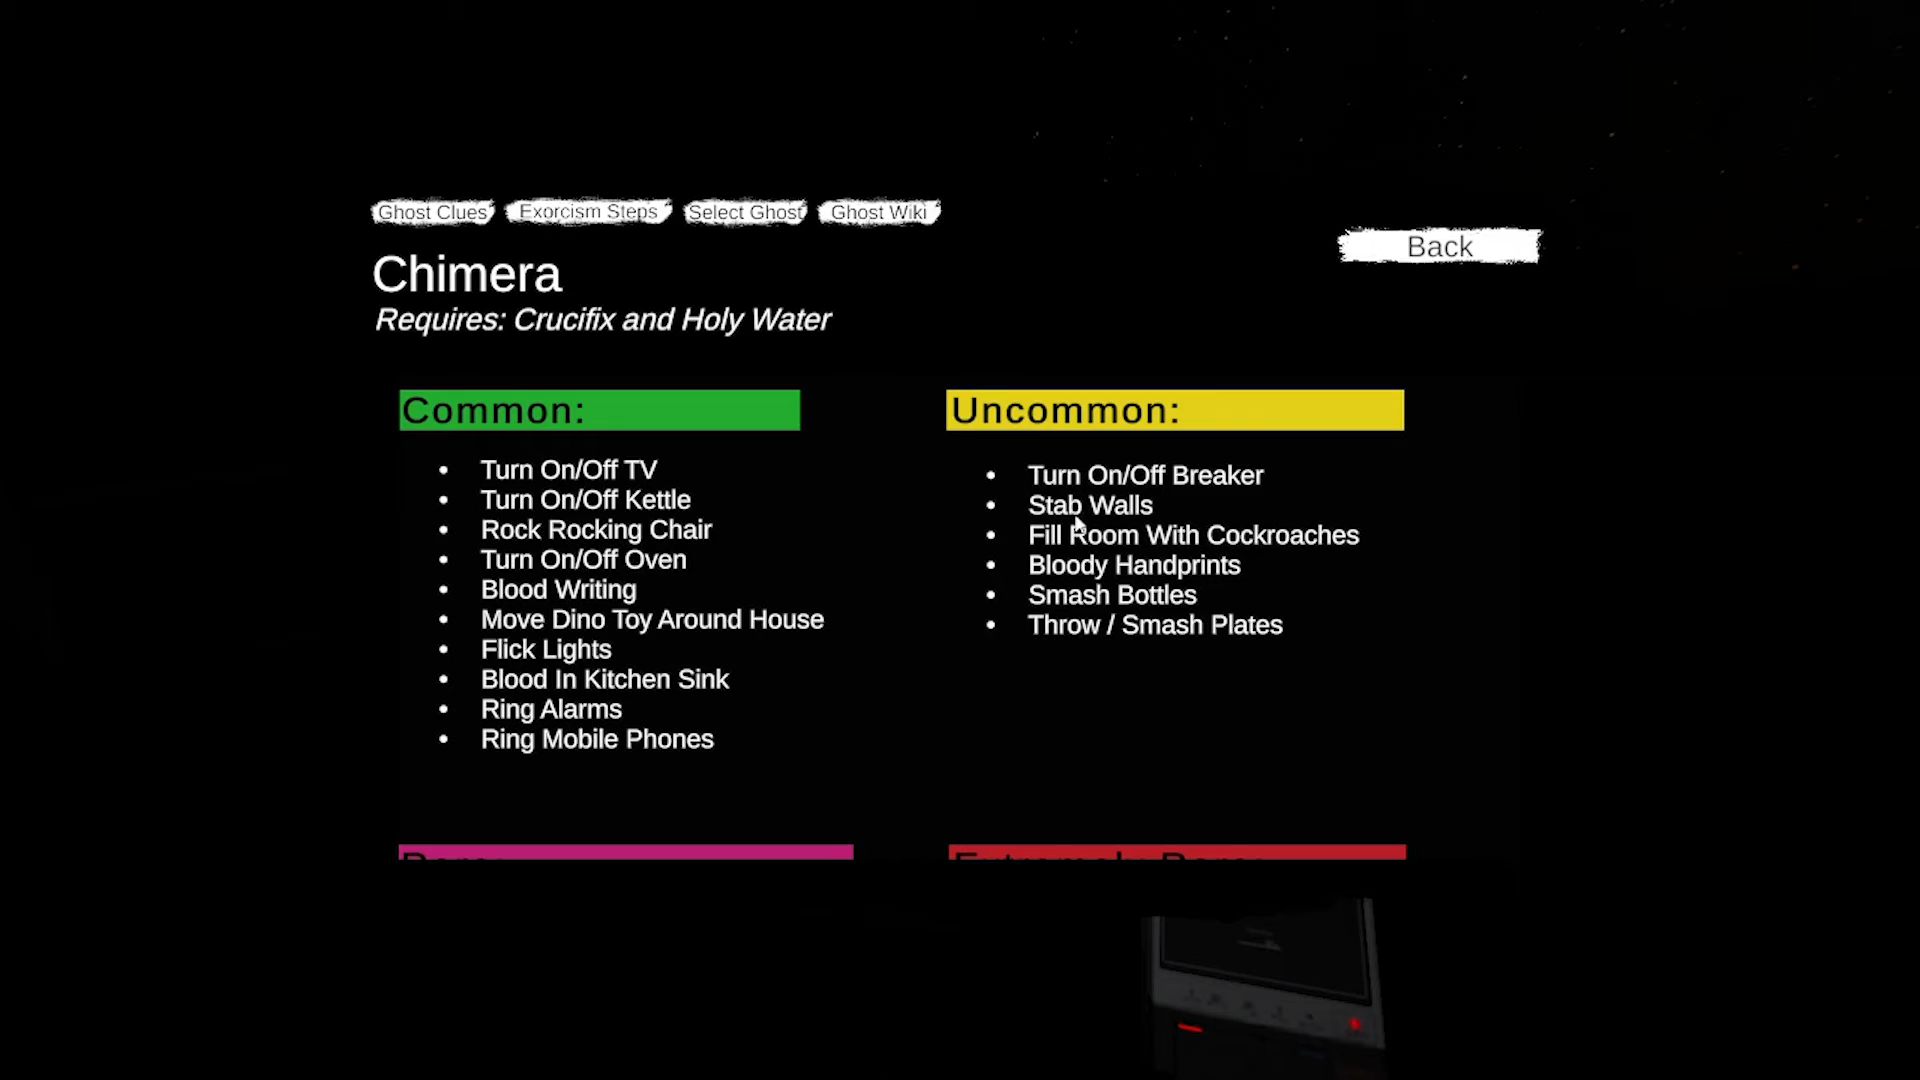 Ghost Clues
Exorcism Steps
Select Ghost
Ghost Wiki
Back
Chimera
Requires: Crucifix and Holy Water
Common:
Turn On/Off TV
Turn On/Off Kettle
Rock Rocking Chair
Turn On/Off Oven
Blood Writing
Move Dino Toy Around House
Flick Lights
Blood In Kitchen Sink
Ring Alarms
Ring Mobile Phones
Uncommon:
Turn On/Off Breaker
Stab Walls
Fill Room With Cockroaches
Bloody Handprints
Smash Bottles
Throw / Smash Plates
Extremely Rare: